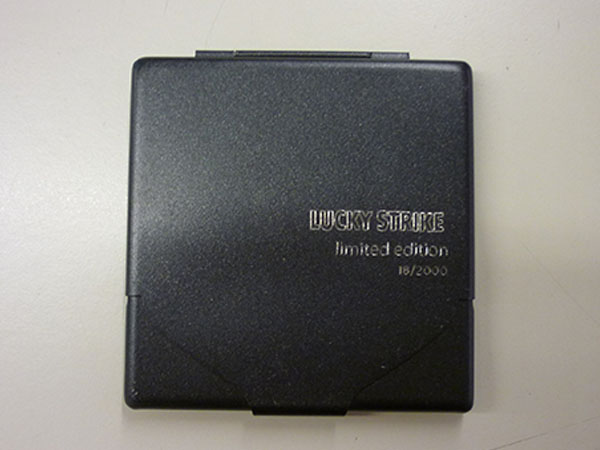 LUCKY STRIKE
limited edition
18/2000